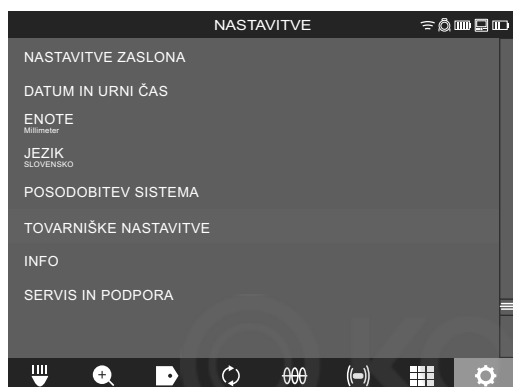 NASTAVITVE
NASTAVITVE ZASLONA
DATUM IN URNI ČAS
ENOTE
Millimeter
JEZIK
SLOVENSKO
POSODOBITEV SISTEMA
TOVARNIŠKE NASTAVITVE
INFO
SERVIS IN PODPORA